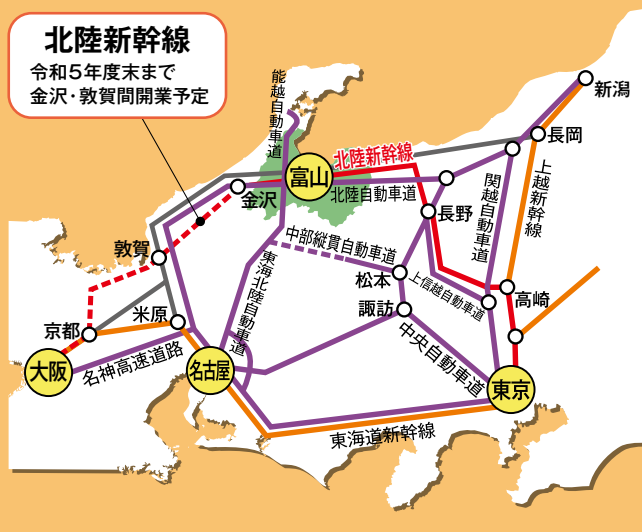 北陸新幹線
令和5年度末まで
金沢・敦賀間開業予定
能越自動車道
新潟
長岡
北陸新幹線
富山
北陸自動車道
金沢
関越自動車道
上越新幹線
長野
敦賀
中部縦貫自動車道
東海北陸自動車道
松本
上信越自動車道
高崎
米原
諏訪
京都
中央自動車道
大阪
名神高速道路
名古屋
東京
東海道新幹線